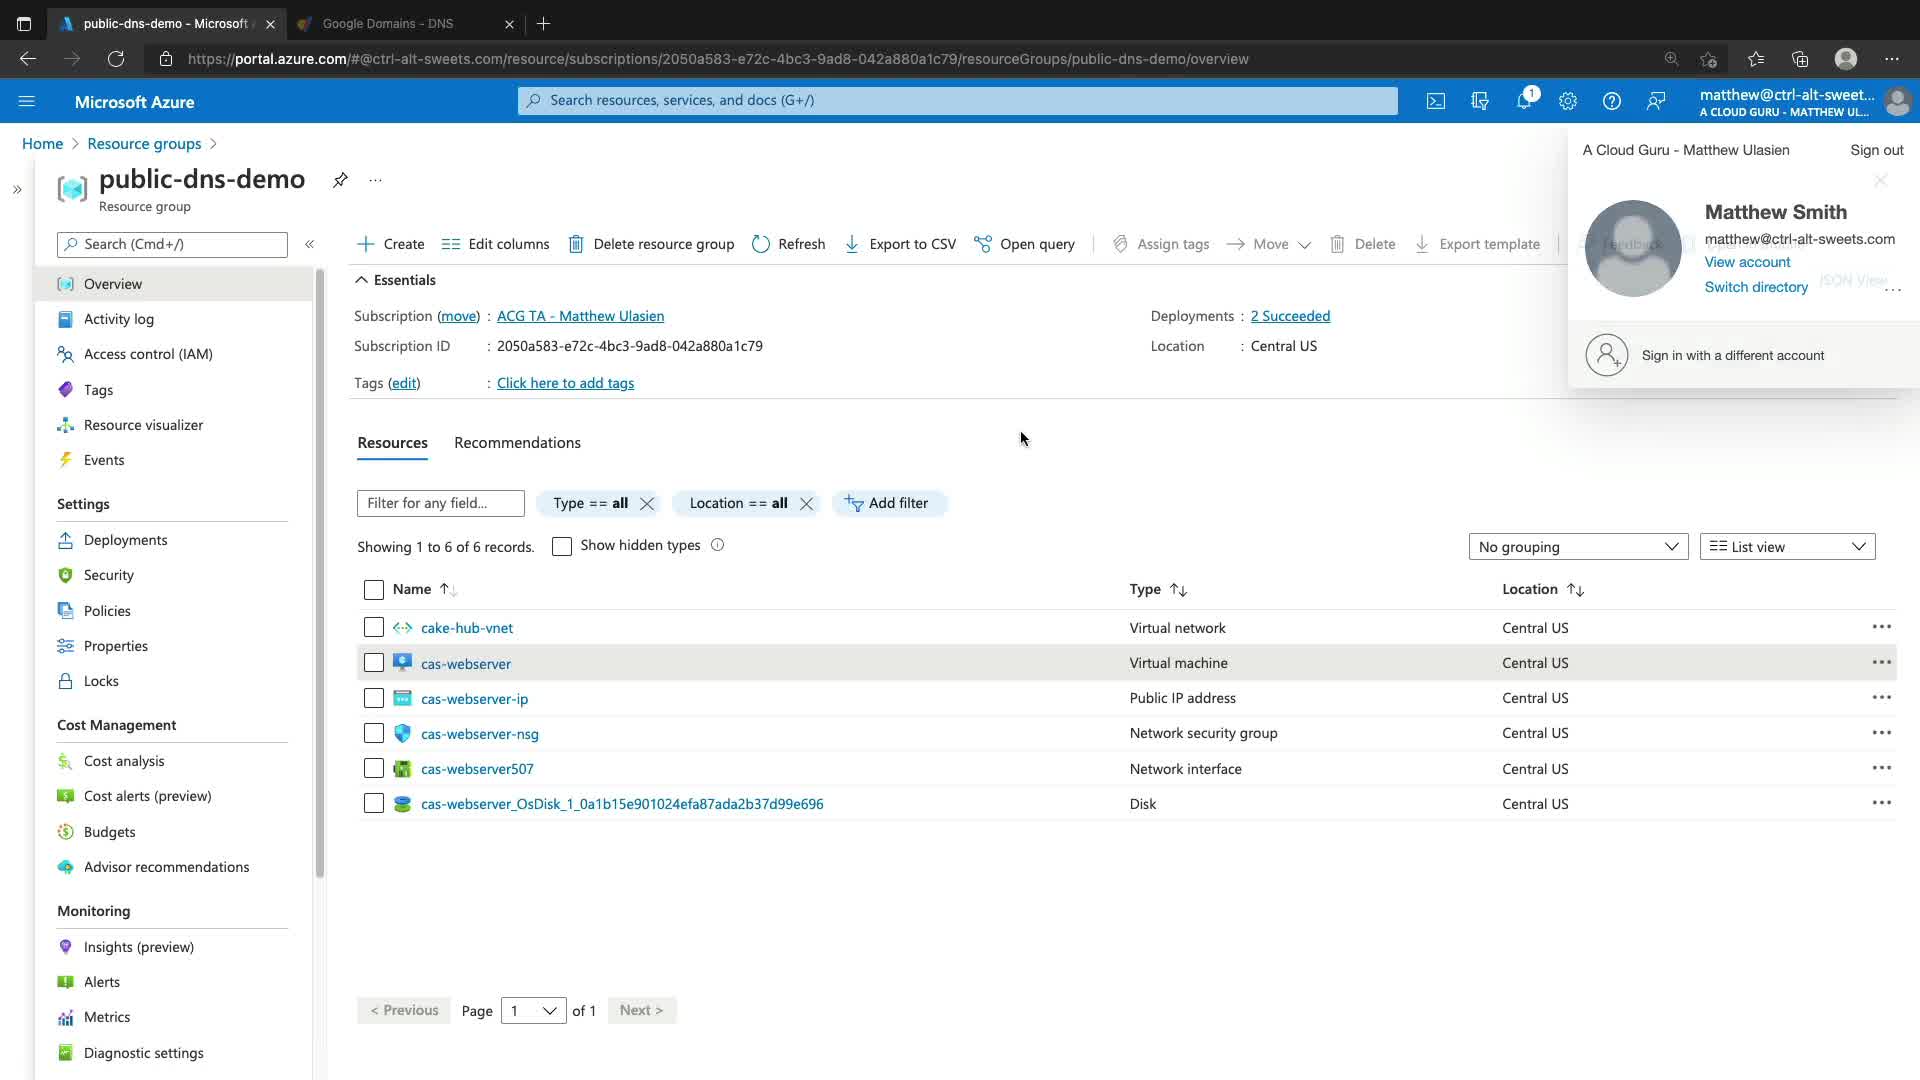 public-dns-demo - Microsoft
Google Domains - DNS
https://portal.azure.com/#@ctrl-alt-sweets.com/resource/subscriptions/2050a583-e72c-4bc3-9ad8-042a880a1c79/resourceGroups/public-dns-demo/overview
Microsoft Azure
Search resources, services, and docs (G+/)
1
matthew@ctrl-alt-sweet...
A CLOUD GURU - MATTHEW UL...
Home > Resource groups >
A Cloud Guru - Matthew Ulasien
Sign out
public-dns-demo
...
Resource group
Matthew Smith
matthew@ctrl-alt-sweets.com
View account
Switch directory
JSON View
...
Sign in with a different account
Search (Cmd+/)
«
»
Create
Edit columns
Delete resource group
Refresh
Export to CSV
Open query
Assign tags
Move
Delete
Export template
Feedback
Overview
Activity log
Access control (IAM)
Tags
Resource visualizer
Events
Settings
Deployments
Security
Policies
Properties
Locks
Cost Management
Cost analysis
Cost alerts (preview)
Budgets
Advisor recommendations
Monitoring
Insights (preview)
Alerts
Metrics
Diagnostic settings
Essentials
Subscription (move) : ACG TA - Matthew Ulasien
Deployments : 2 Succeeded
Subscription ID : 2050a583-e72c-4bc3-9ad8-042a880a1c79
Location : Central US
Tags (edit) : Click here to add tags
Resources
Recommendations
Filter for any field...
Type == all
Location == all
Add filter
Showing 1 to 6 of 6 records.
Show hidden types
No grouping
List view
Name
Type
Location
cake-hub-vnet Virtual network Central US ...
cas-webserver Virtual machine Central US ...
cas-webserver-ip Public IP address Central US ...
cas-webserver-nsg Network security group Central US ...
cas-webserver507 Network interface Central US ...
cas-webserver_OsDisk_1_0a1b15e901024efa87ada2b37d99e696 Disk Central US ...
< Previous
Page 1 of 1
Next >